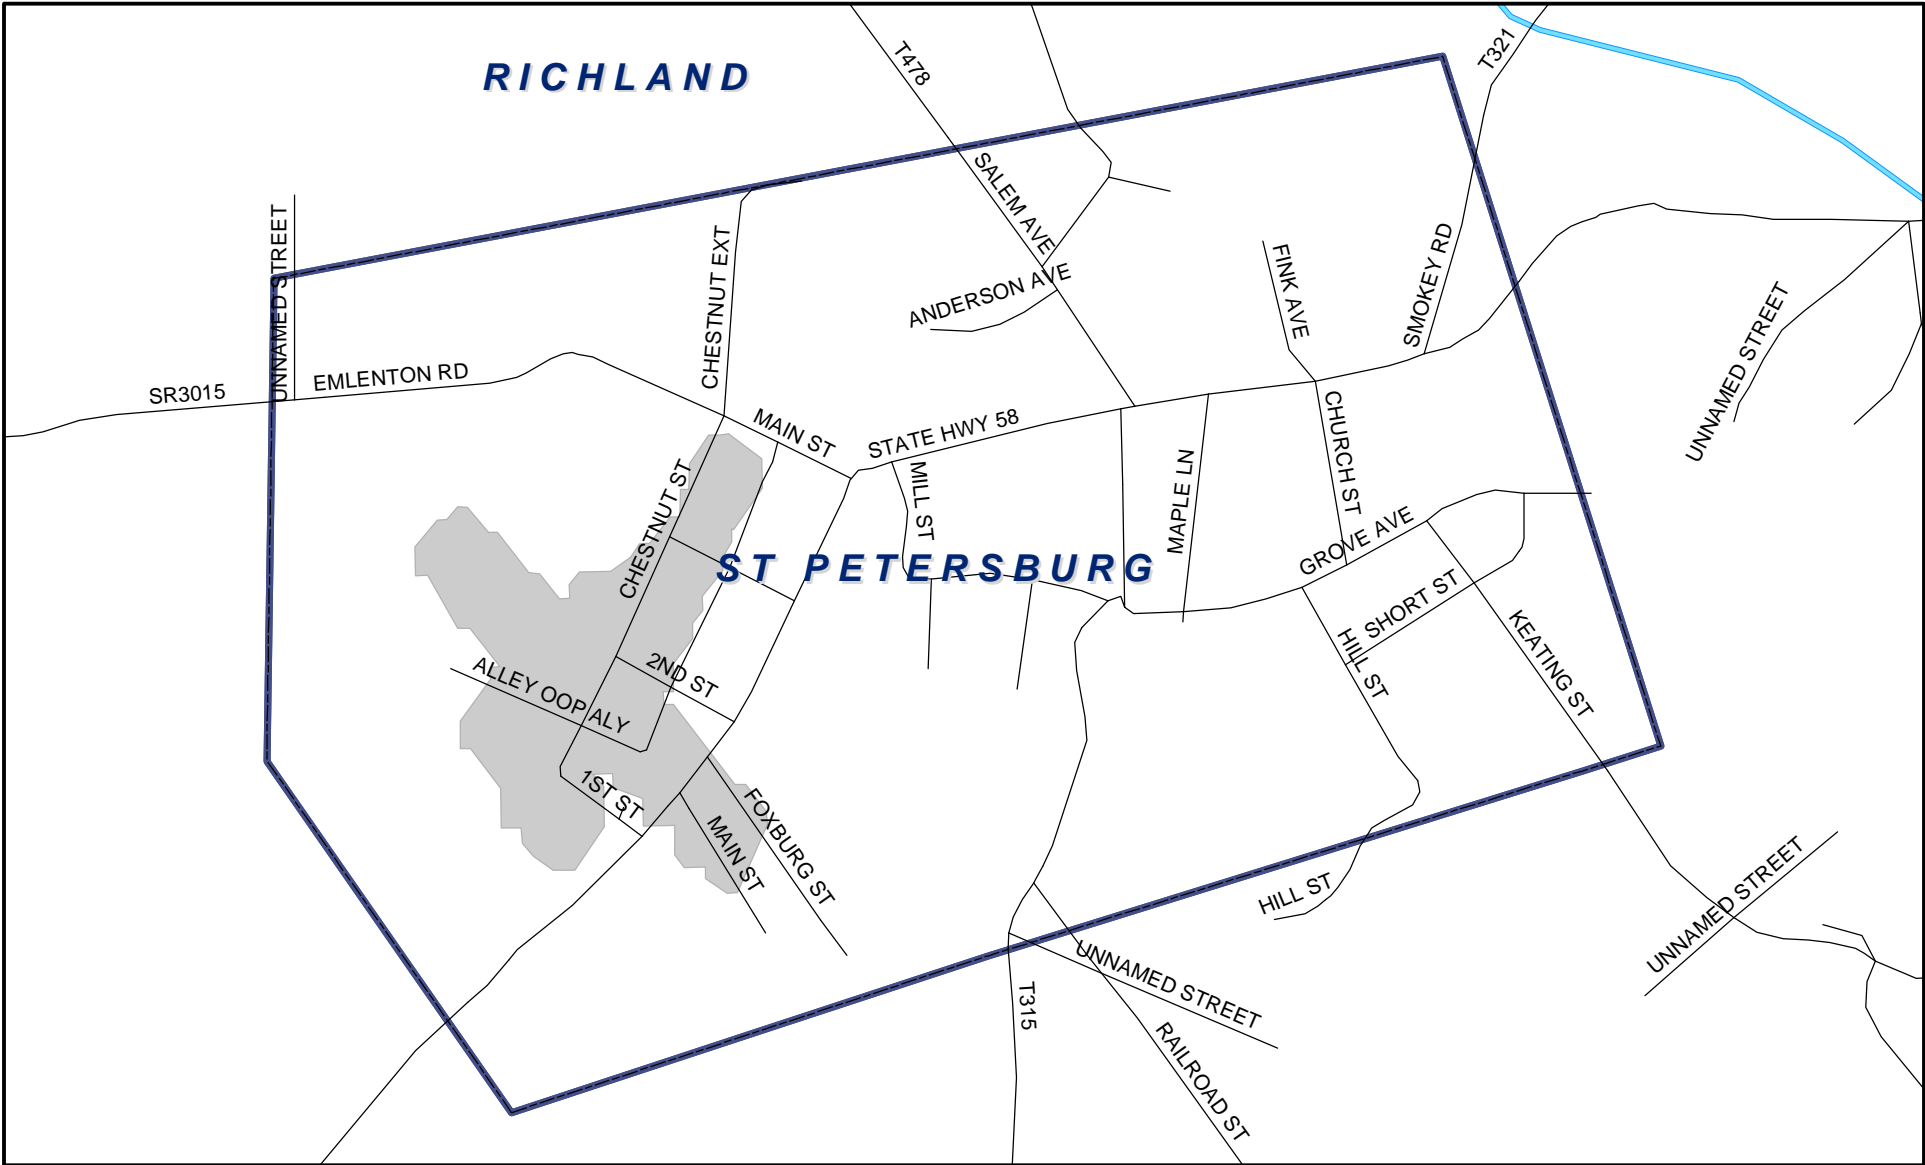 RICHLAND
T478
T321
SALEM AVE
UNNAMED STREET
CHESTNUT EXT
ANDERSON AVE
FINK AVE
SMOKEY RD
UNNAMED STREET
SR3015
EMLENTON RD
MAIN ST
STATE HWY 58
CHURCH ST
MILL ST
MAPLE LN
CHESTNUT ST
GROVE AVE
ST PETERSBURG
SHORT ST
HILL ST
KEATING ST
2ND ST
ALLEY OOP ALY
1ST ST
FOXBURG ST
MAIN ST
HILL ST
UNNAMED STREET
UNNAMED STREET
T315
RAILROAD ST